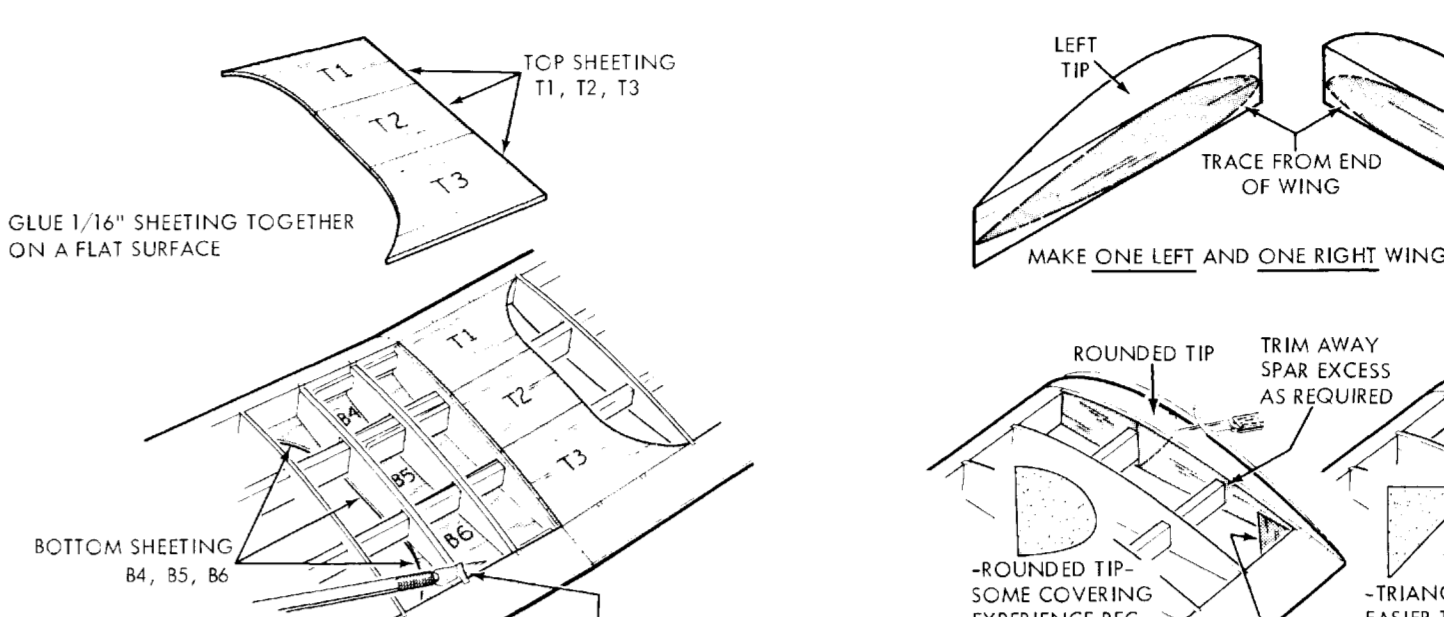 T1
T2
T3
TOP SHEETING
T1, T2, T3
GLUE 1/16" SHEETING TOGETHER
ON A FLAT SURFACE
T1
T2
T3
B4
B5
B6
BOTTOM SHEETING
B4, B5, B6
LEFT
TIP
TRACE FROM END
OF WING
MAKE ONE LEFT AND ONE RIGHT WING
ROUNDED TIP
TRIM AWAY
SPAR EXCESS
AS REQUIRED
-ROUNDED TIP-
SOME COVERING